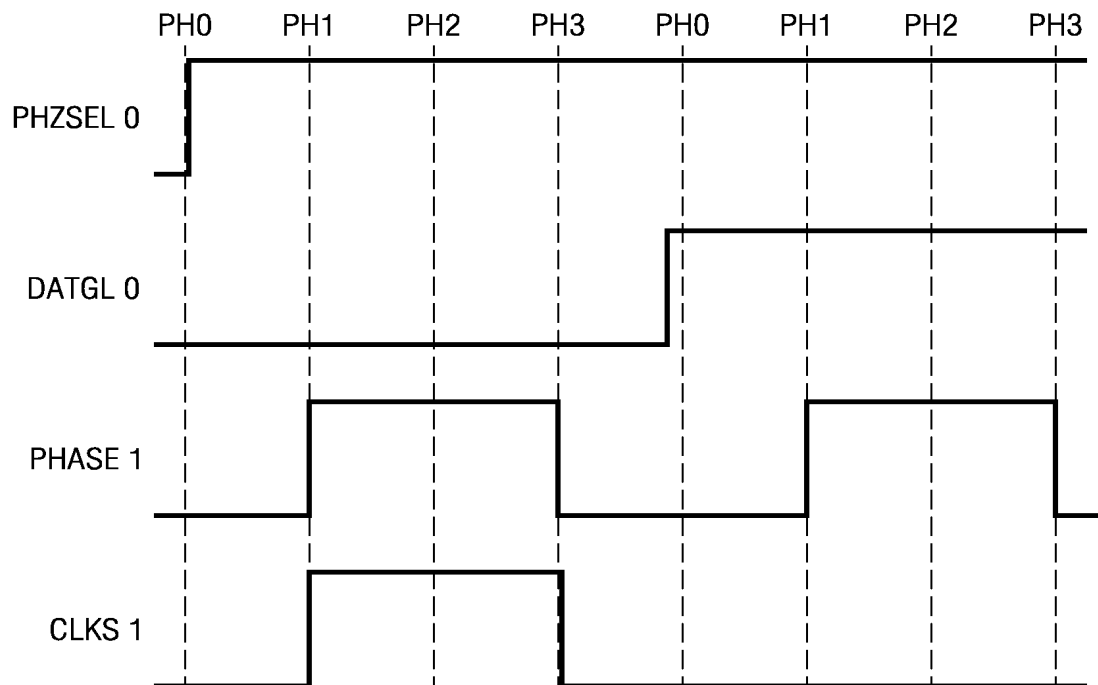 PH0 PH1 PH2 PH3 PH0 PH1 PH2 PH3
PHZSEL 0
DATGL 0
PHASE 1
CLKS 1